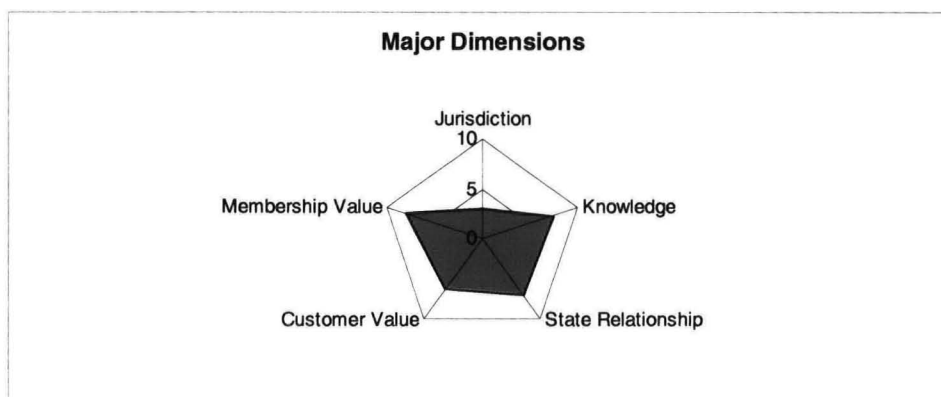 Major Dimensions
Jurisdiction
10
5
Membership Value
Knowledge
0
Customer Value
State Relationship